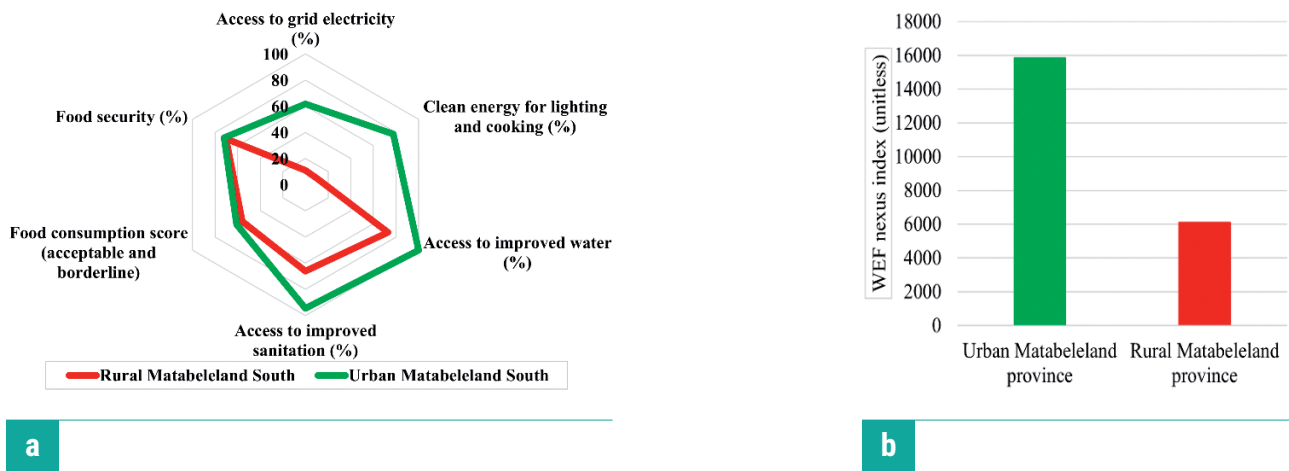 Access to grid electricity
(%)
100
80
60
40
20
0
Clean energy for lighting
and cooking (%)
Access to improved water
(%)
Access to improved
sanitation (%)
Food consumption score
(acceptable and
borderline)
Food security (%)
Rural Matabeleland South
Urban Matabeleland South
a
WEF nexus index (unitless)
18000
16000
14000
12000
10000
8000
6000
4000
2000
0
Urban Matabeleland
province
Rural Matabeleland
province
b